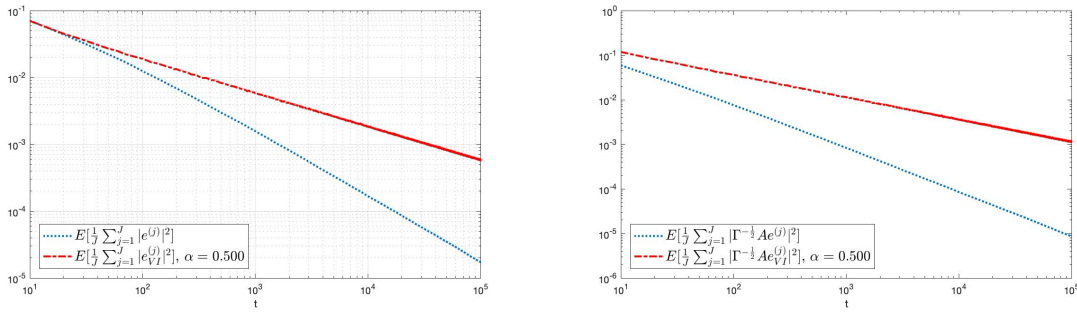 10^{-1}
10^{-2}
10^{-3}
10^{-4}
10^{-5}
10^1 10^2 10^3 10^4 10^5
t
E[\frac{1}{J} \sum_{j=1}^{J} |e^{(j)}|^2]
E[\frac{1}{J} \sum_{j=1}^{J} |e_{VI}^{(j)}|^2], α = 0.500
10^0
10^{-1}
10^{-2}
10^{-3}
10^{-4}
10^{-5}
10^{-6}
10^1 10^2 10^3 10^4 10^5
t
E[\frac{1}{J} \sum_{j=1}^{J} |Γ^{-\frac{1}{2}} Ae^{(j)}|^2]
E[\frac{1}{J} \sum_{j=1}^{J} |Γ^{-\frac{1}{2}} Ae_{VI}^{(j)}|^2], α = 0.500